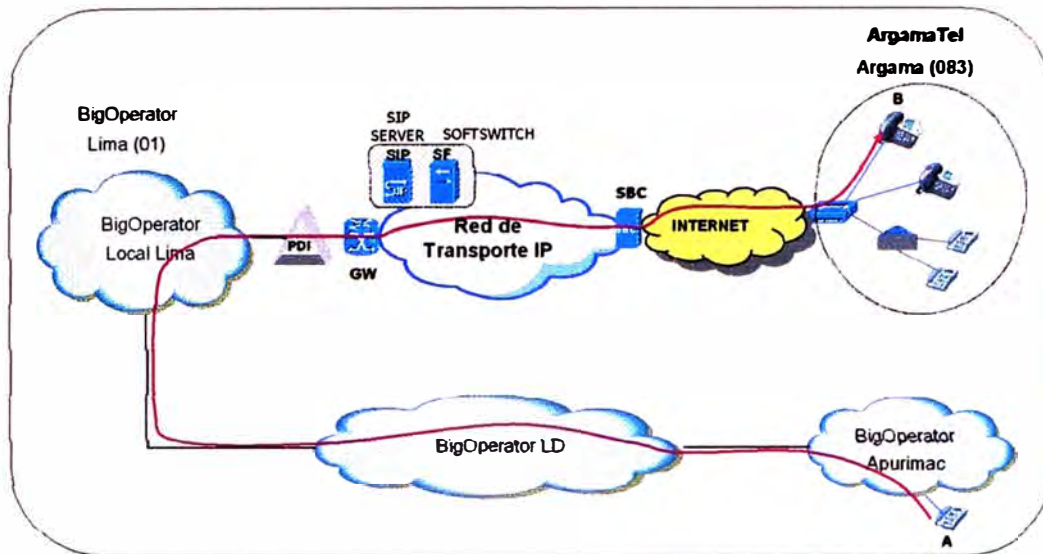 ArgamaTel
Argama (083)
B
BigOperator
Lima (01)
SIP
SERVER
SOFTSWITCH
SIP
SF
SBC
BigOperator
Local Lima
PDI
GW
Red de
Transporte IP
INTERNET
BigOperator LD
BigOperator
Apurimac
A